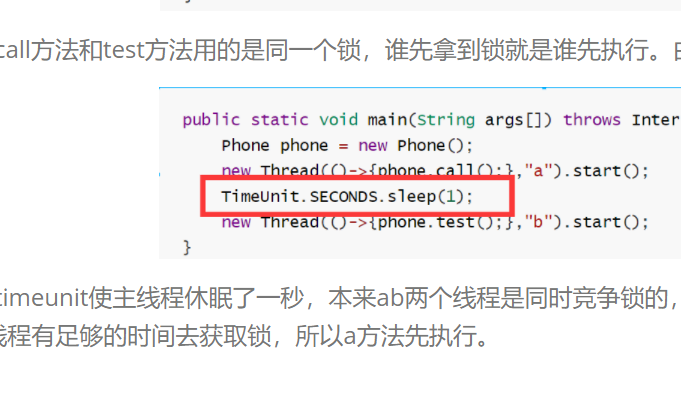 call方法和test方法用的是同一个锁，谁先拿到锁就是谁先执行。
public static void main(String args[]) throws Inter
Phone phone = new Phone();
new Thread(()->{phone.call();},"a").start();
TimeUnit.SECONDS.sleep(1);
new Thread(()->{phone.test();},"b").start();
}
timeunit使主线程休眠了一秒，本来ab两个线程是同时竞争锁的，
线程有足够的时间去获取锁，所以a方法先执行。